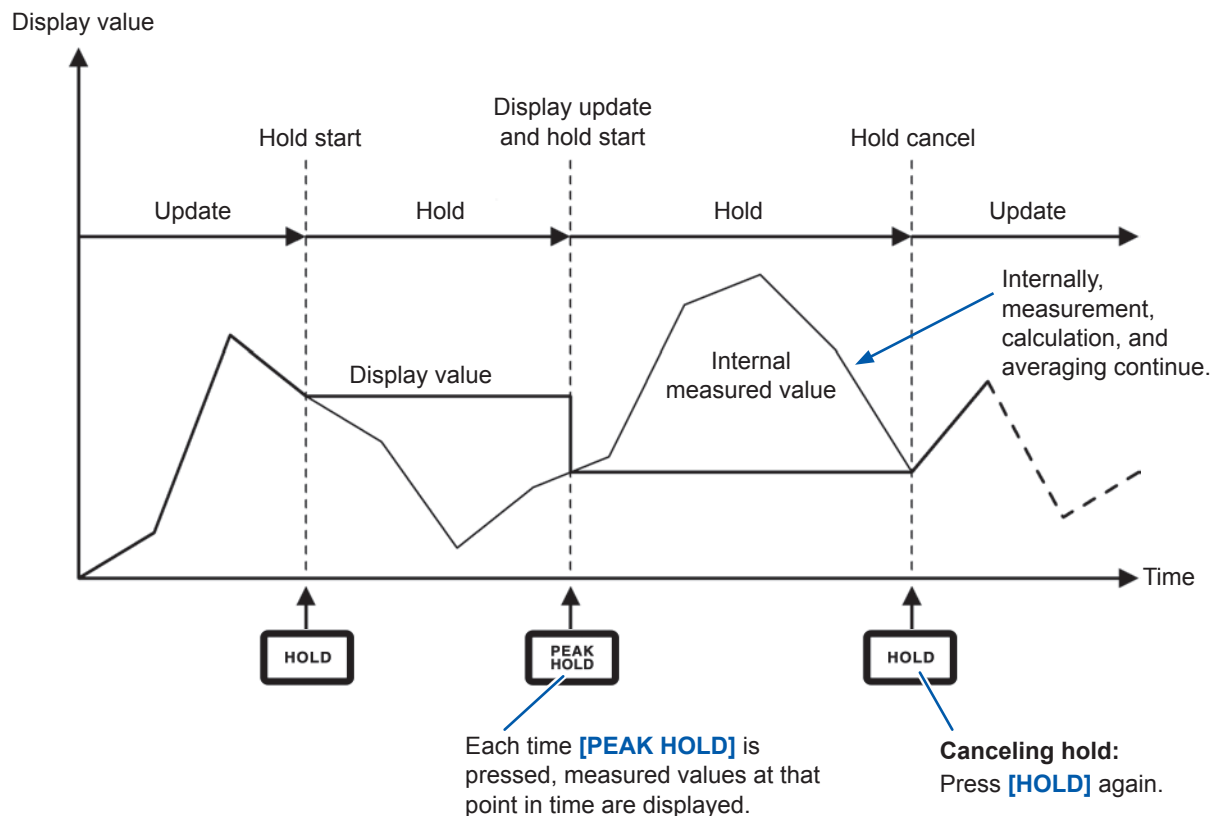 Display value
Hold start
Display update
and hold start
Hold cancel
Update
Hold
Hold
Update
Internally,
measurement,
calculation, and
averaging continue.
Display value
Internal
measured value
Time
HOLD
PEAK
HOLD
HOLD
Each time [PEAK HOLD] is
pressed, measured values at that
point in time are displayed.
Canceling hold:
Press [HOLD] again.